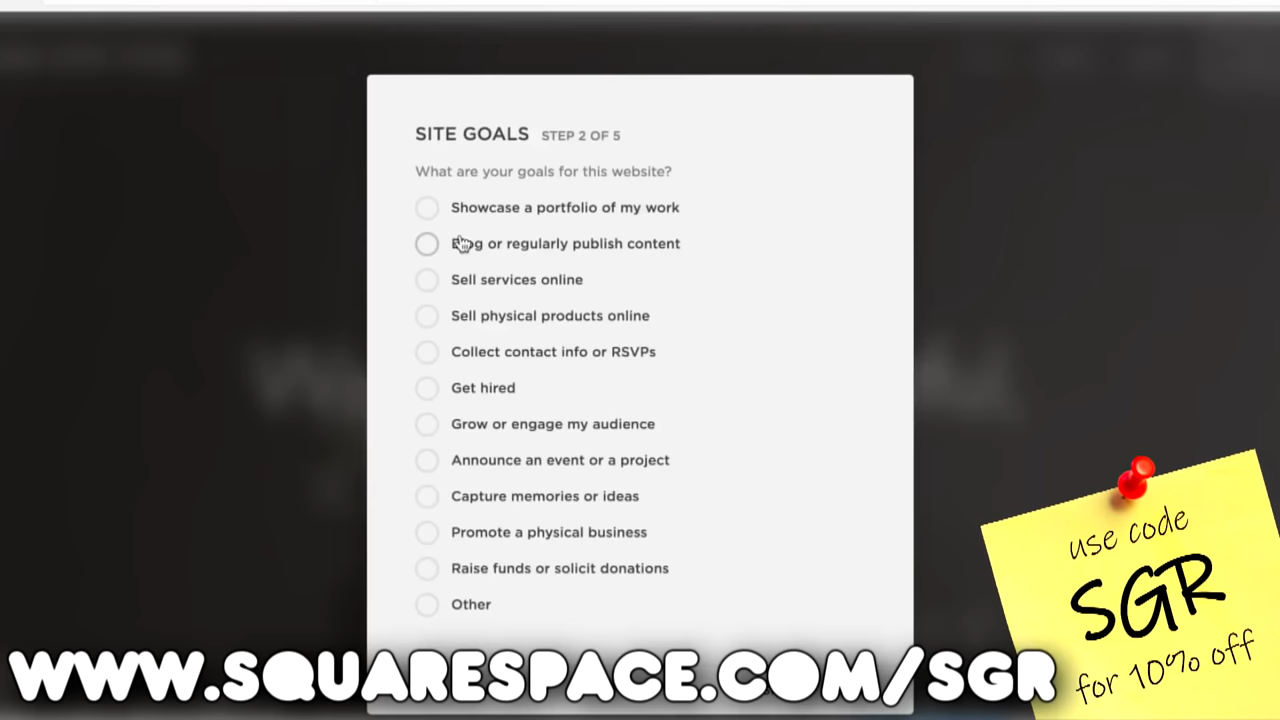 SITE GOALS STEP 2 OF 5
What are your goals for this website?
Showcase a portfolio of my work
Blog or regularly publish content
Sell services online
Sell physical products online
Collect contact info or RSVPs
Get hired
Grow or engage my audience
Announce an event or a project
Capture memories or ideas
Promote a physical business
Raise funds or solicit donations
Other
use code
SGR
for 10% off
WWW.SQUARESPACE.COM/SGR